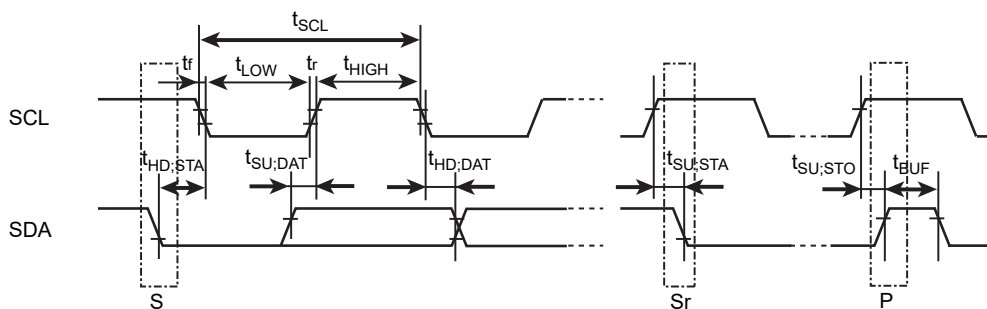 tSCL
tf tLOW tr tHIGH
SCL
tHD;STA tSU;DAT tHD;DAT tSU;STA tSU;STO tBUF
SDA
S Sr P